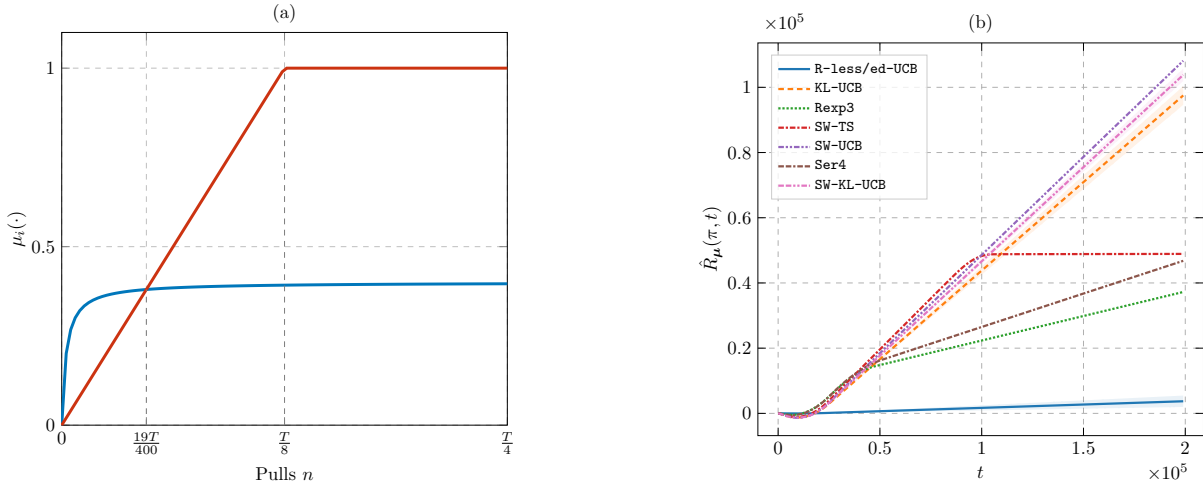 (a)
1
0.5
0
μ_i(·)
0
19T/400
T/8
T/4
Pulls n
(b)
×10^5
R-less/ed-UCB
KL-UCB
Rexp3
SW-TS
SW-UCB
Ser4
SW-KL-UCB
1
0.8
0.6
0.4
0.2
0
R̂_μ(π, t)
0
0.5
1
1.5
2
×10^5
t